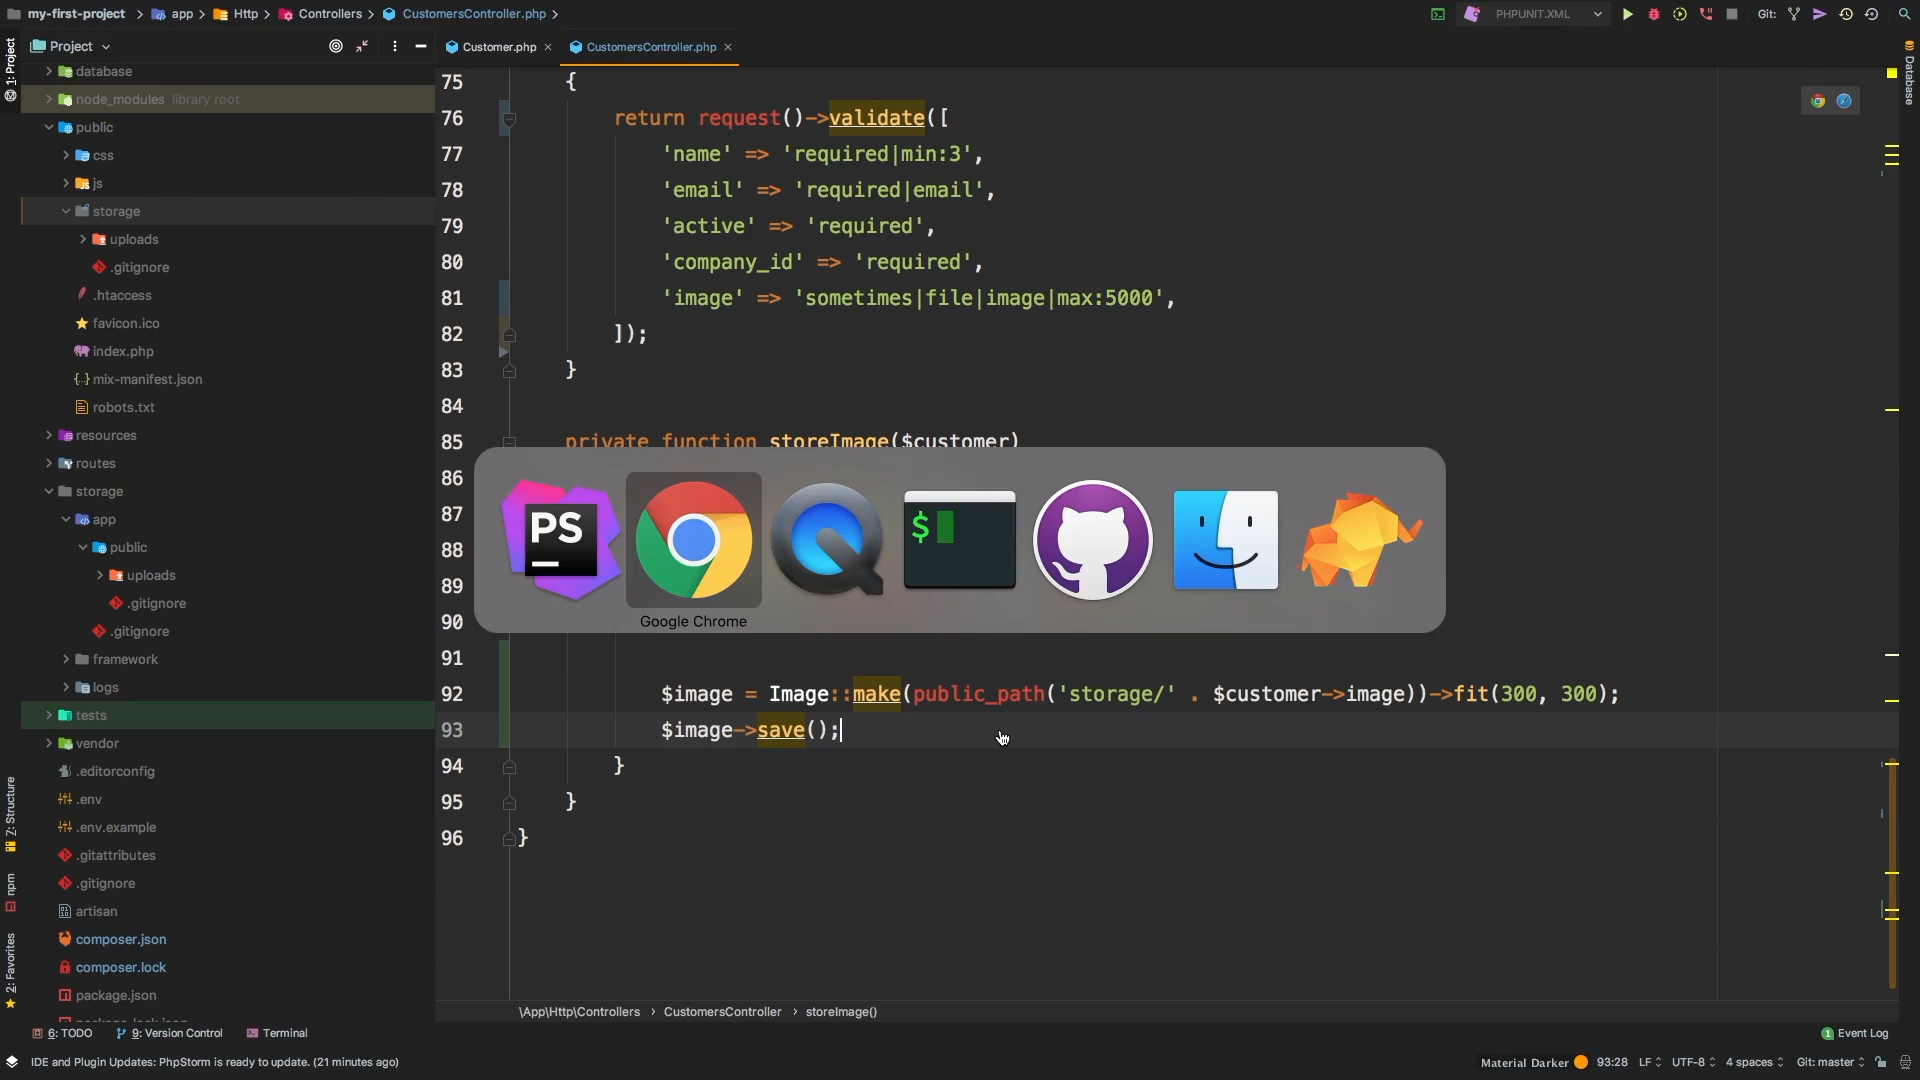 my-first-project
app
Http
Controllers
CustomersController.php
PHPUNIT.XML
Git:
1: Project
Project
Customer.php
CustomersController.php
Database
database
node_modules library root
public
css
js
storage
uploads
.gitignore
.htaccess
favicon.ico
index.php
mix-manifest.json
robots.txt
resources
routes
storage
app
public
uploads
.gitignore
.gitignore
framework
logs
tests
vendor
.editorconfig
.env
.env.example
.gitattributes
.gitignore
artisan
composer.json
composer.lock
package.json
Z: Structure
npm
2: Favorites
75 {
76 return request()->validate([
77 'name' => 'required|min:3',
78 'email' => 'required|email',
79 'active' => 'required',
80 'company_id' => 'required',
81 'image' => 'sometimes|file|image|max:5000',
82 ]);
83 }
84
85 private function storeImage($customer)
86
87
88
89
90
PS
$
Google Chrome
91
92 $image = Image::make(public_path('storage/' . $customer->image))->fit(300, 300);
93 $image->save();
94 }
95 }
96 }
\App\Http\Controllers > CustomersController > storeImage()
6: TODO
9: Version Control
Terminal
1 Event Log
IDE and Plugin Updates: PhpStorm is ready to update. (21 minutes ago)
Material Darker
93:28
LF
UTF-8
4 spaces
Git: master